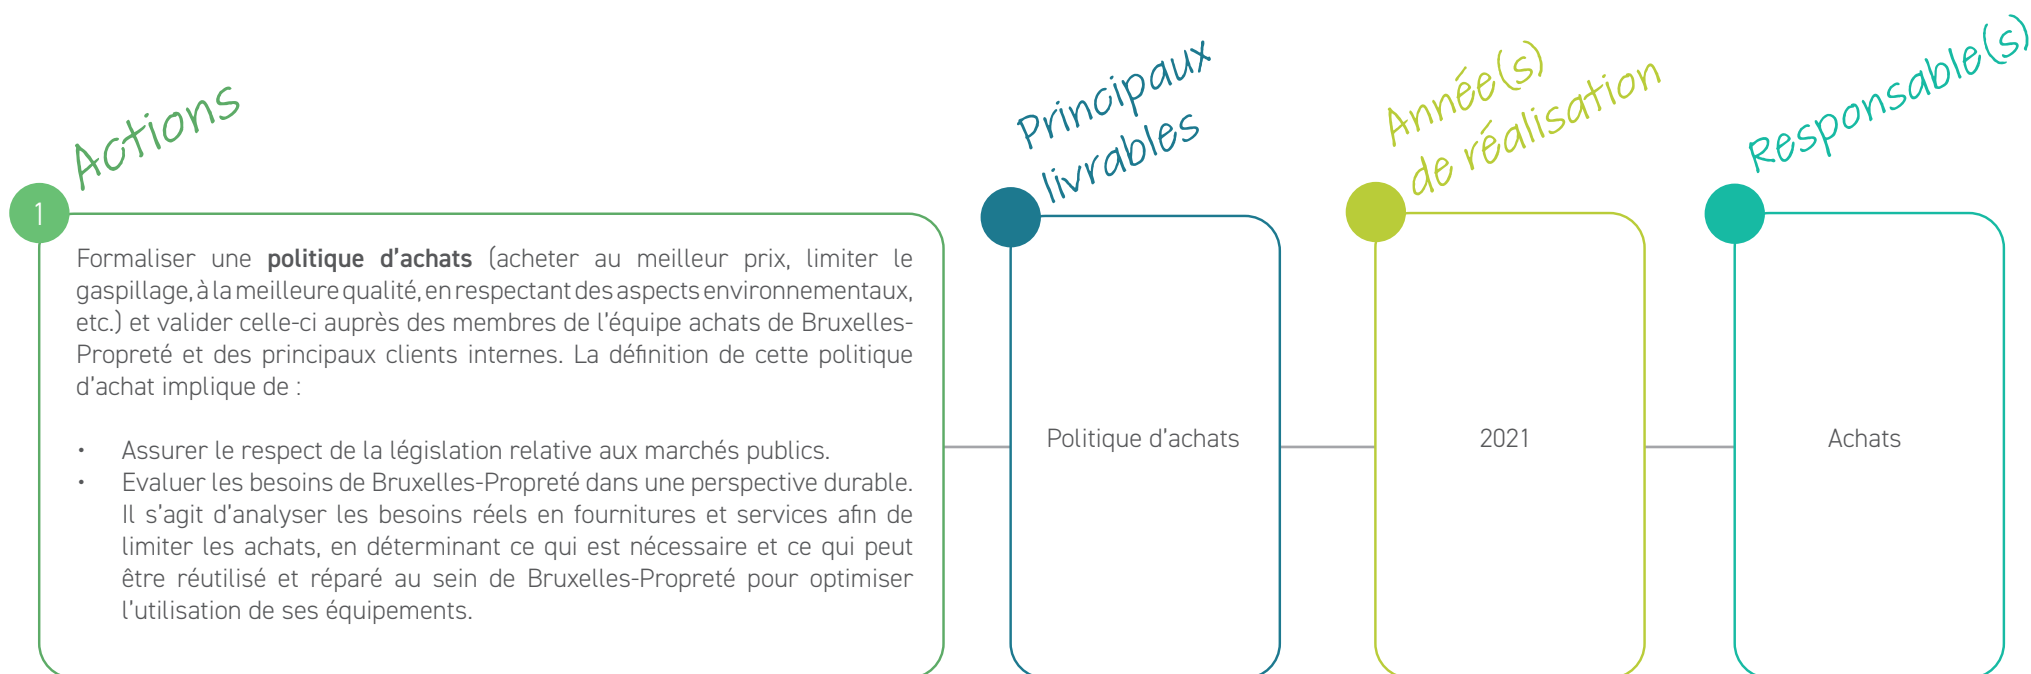 Actions
Principaux
livrables
Année(s)
de réalisation
Responsable(s)
1
Formaliser une politique d'achats (acheter au meilleur prix, limiter le
gaspillage, à la meilleure qualité, en respectant des aspects environnementaux,
etc.) et valider celle-ci auprès des membres de l'équipe achats de Bruxelles-
Propreté et des principaux clients internes. La définition de cette politique
d'achat implique de :
• Assurer le respect de la législation relative aux marchés publics.
• Evaluer les besoins de Bruxelles-Propreté dans une perspective durable.
Il s'agit d'analyser les besoins réels en fournitures et services afin de
limiter les achats, en déterminant ce qui est nécessaire et ce qui peut
être réutilisé et réparé au sein de Bruxelles-Propreté pour optimiser
l'utilisation de ses équipements.
Politique d'achats
2021
Achats